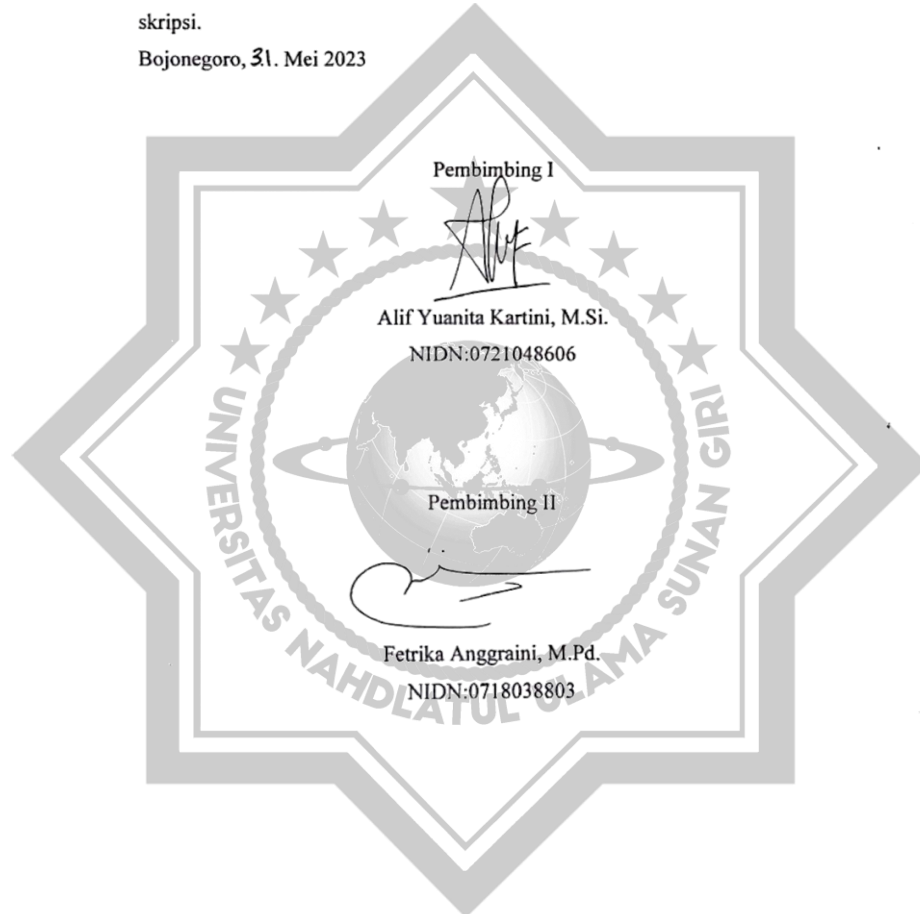 skripsi.
Bojonegoro, 31. Mei 2023
Pembimbing I
Alif
Alif Yuanita Kartini, M.Si.
NIDN:0721048606
Pembimbing II
Fetrika Anggraini, M.Pd.
NIDN:0718038803
UNIVERSITAS NAHDLATUL ULAMA SUNAN GIRI